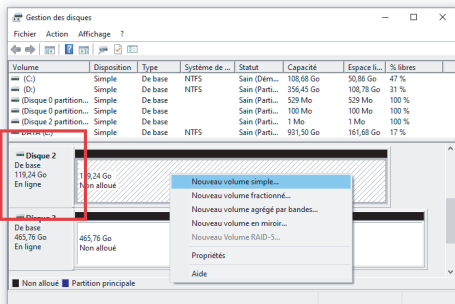 Gestion des disques
Fichier Action Affichage ?
Volume Disposition Type Système de ... Statut Capacité Espace li... % libres
(C:) Simple De base NTFS Sain (Dém... 108,68 Go 50,86 Go 47 %
(D:) Simple De base NTFS Sain (Parti... 356,45 Go 108,78 Go 31 %
(Disque 0 partition... Simple De base Sain (Parti... 529 Mo 529 Mo 100 %
(Disque 0 partition... Simple De base Sain (Parti... 100 Mo 100 Mo 100 %
(Disque 2 partition... Simple De base Sain (Parti... 1 Mo 1 Mo 100 %
DATA (E:) Simple De base NTFS Sain (Parti... 931,50 Go 161,68 Go 17 %
Disque 2
De base
119,24 Go
En ligne
119,24 Go
Non alloué
Nouveau volume simple...
Nouveau volume fractionné...
Nouveau volume agrégé par bandes...
Nouveau volume en miroir...
Nouveau Volume RAID-5...
Propriétés
Aide
De base
465,76 Go
En ligne
465,76 Go
Non alloué
Non alloué Partition principale